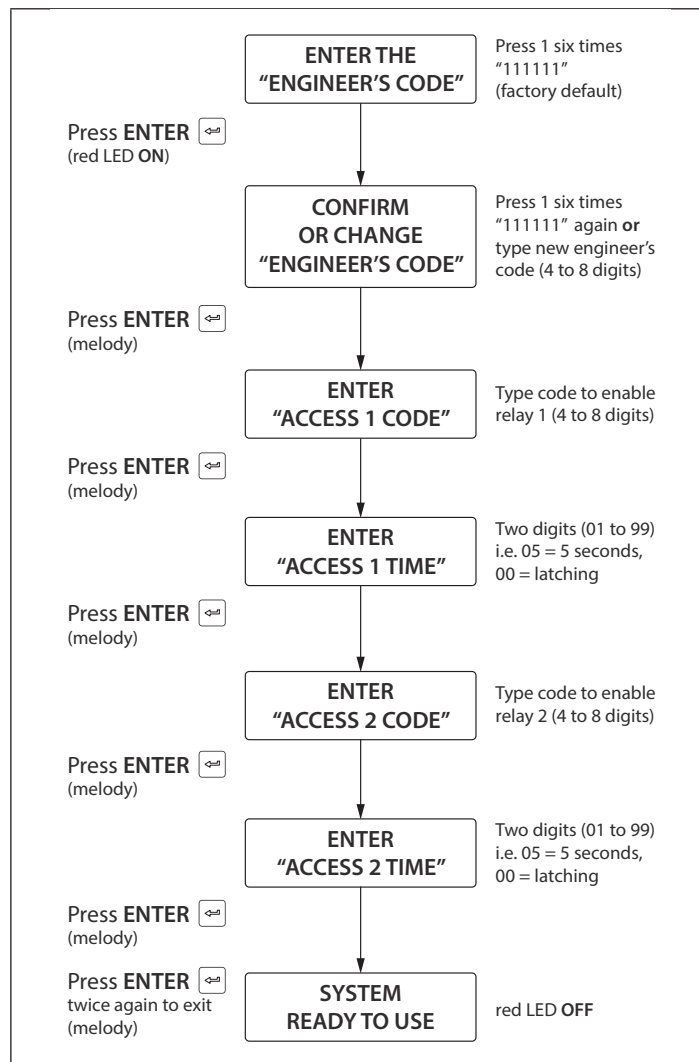 ENTER THE
“ENGINEER’S CODE”
Press 1 six times
“111111”
(factory default)
Press ENTER
(red LED ON)
CONFIRM
OR CHANGE
“ENGINEER’S CODE”
Press 1 six times
“111111” again or
type new engineer’s
code (4 to 8 digits)
Press ENTER
(melody)
ENTER
“ACCESS 1 CODE”
Type code to enable
relay 1 (4 to 8 digits)
Press ENTER
(melody)
ENTER
“ACCESS 1 TIME”
Two digits (01 to 99)
i.e. 05 = 5 seconds,
00 = latching
Press ENTER
(melody)
ENTER
“ACCESS 2 CODE”
Type code to enable
relay 2 (4 to 8 digits)
Press ENTER
(melody)
ENTER
“ACCESS 2 TIME”
Two digits (01 to 99)
i.e. 05 = 5 seconds,
00 = latching
Press ENTER
(melody)
Press ENTER
twice again to exit
(melody)
SYSTEM
READY TO USE
red LED OFF